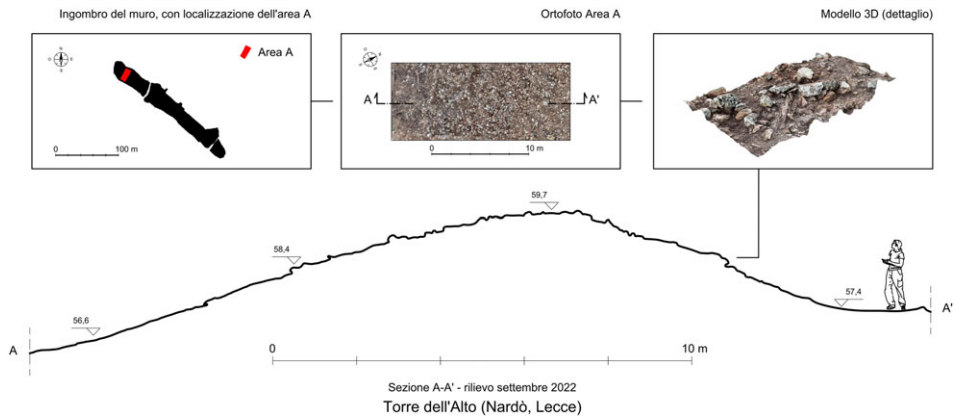 Ingombro del muro, con localizzazione dell'area A
Ortofoto Area A
Modello 3D (dettaglio)
Area A
0 100 m
A A'
0 10 m
59,7
58,4
57,4
56,6
A
A'
0 10 m
Sezione A-A' - rilievo settembre 2022
Torre dell'Alto (Nardò, Lecce)